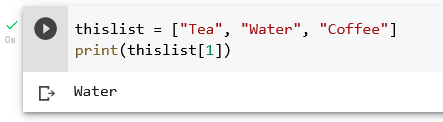 thislist = ["Tea", "Water", "Coffee"]
print(thislist[1])
0s
Water